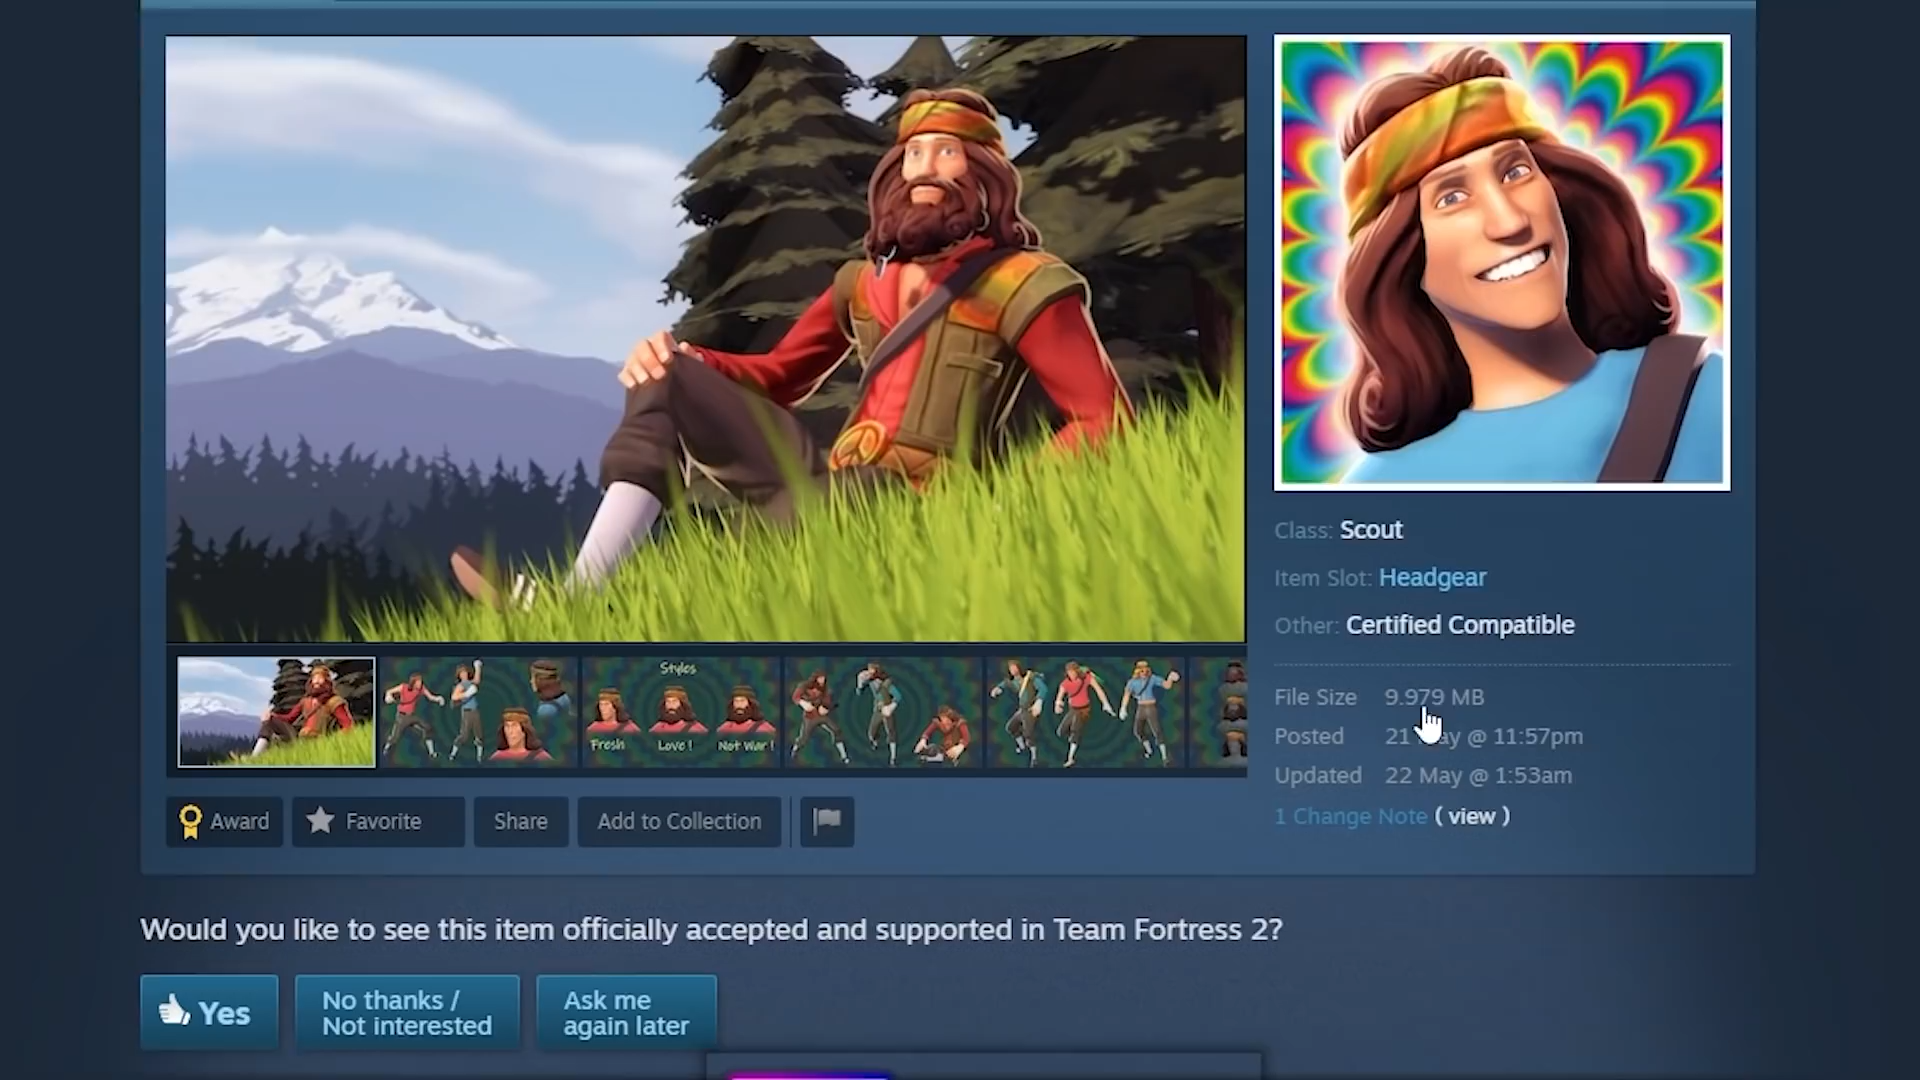 Class: Scout
Item Slot: Headgear
Other: Certified Compatible
File Size 9.979 MB
Posted 21 May @ 11:57pm
Updated 22 May @ 1:53am
1 Change Note ( view )
Styles
Fresh Love ! Not War !
Award Favorite Share Add to Collection
Would you like to see this item officially accepted and supported in Team Fortress 2?
Yes
No thanks /
Not interested
Ask me
again later